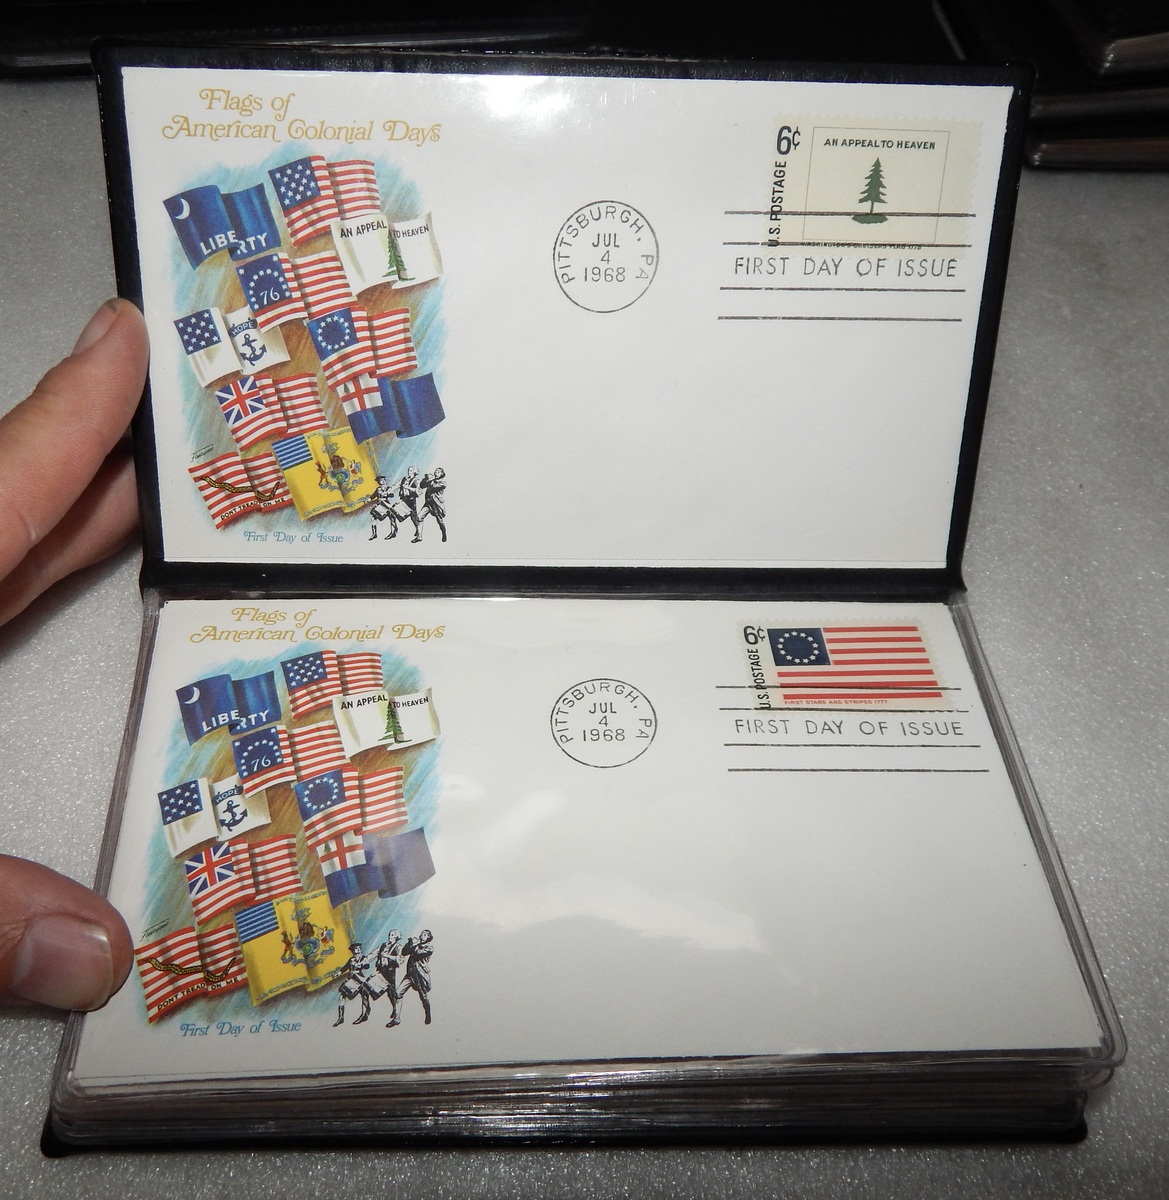 Flags of
American Colonial Days
LIBERTY
AN APPEAL TO HEAVEN
76
HOPE
DONT TREAD ON ME
First Day of Issue
PITTSBURGH, PA
JUL
4
1968
6¢
U.S. POSTAGE
AN APPEAL TO HEAVEN
WASHINGTON'S CRUISERS FLAG 1775
FIRST DAY OF ISSUE
Flags of
American Colonial Days
LIBERTY
AN APPEAL TO HEAVEN
76
HOPE
DONT TREAD ON ME
First Day of Issue
PITTSBURGH, PA
JUL
4
1968
6¢
U.S. POSTAGE
FIRST STARS AND STRIPES 1777
FIRST DAY OF ISSUE